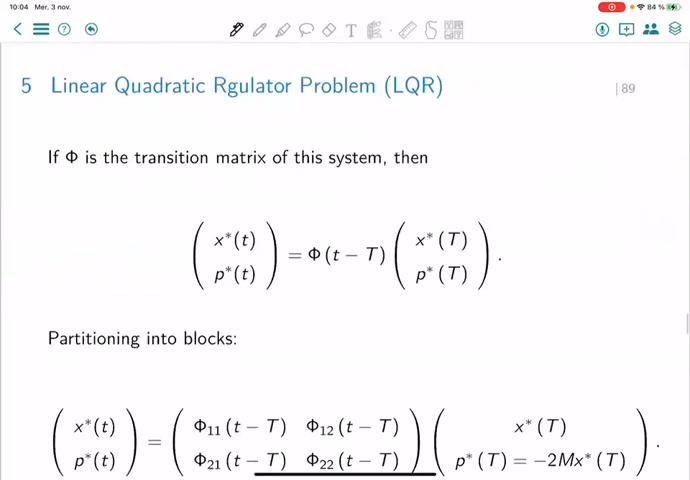 10:04 Mer. 3 nov.
84 %
5 Linear Quadratic Rgulator Problem (LQR)
| 89
If Φ is the transition matrix of this system, then
( x*(t) p*(t) ) = Φ (t − T) ( x* (T) p* (T) ) .
Partitioning into blocks:
( x*(t) p*(t) ) = ( Φ₁₁ (t − T) Φ₁₂ (t − T) Φ₂₁ (t − T) Φ₂₂ (t − T) ) ( x* (T) p* (T) = −2Mx* (T) ) .